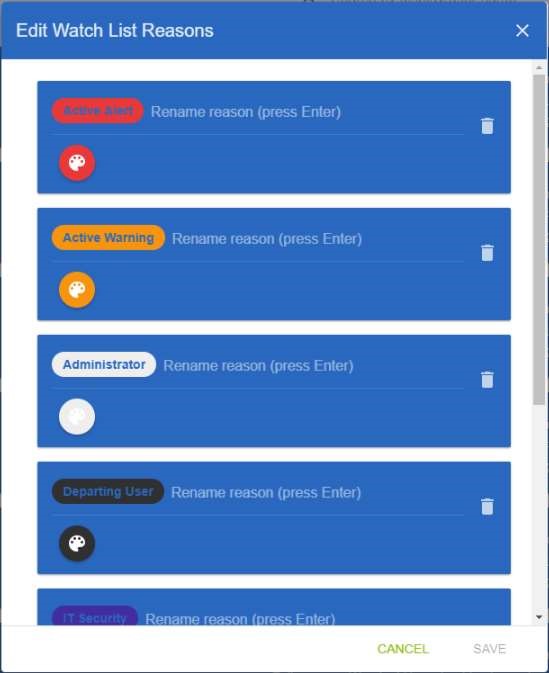 Edit Watch List Reasons
Active Alert Rename reason (press Enter)
Active Warning Rename reason (press Enter)
Administrator Rename reason (press Enter)
Departing User Rename reason (press Enter)
IT Security Rename reason (press Enter)
CANCEL SAVE